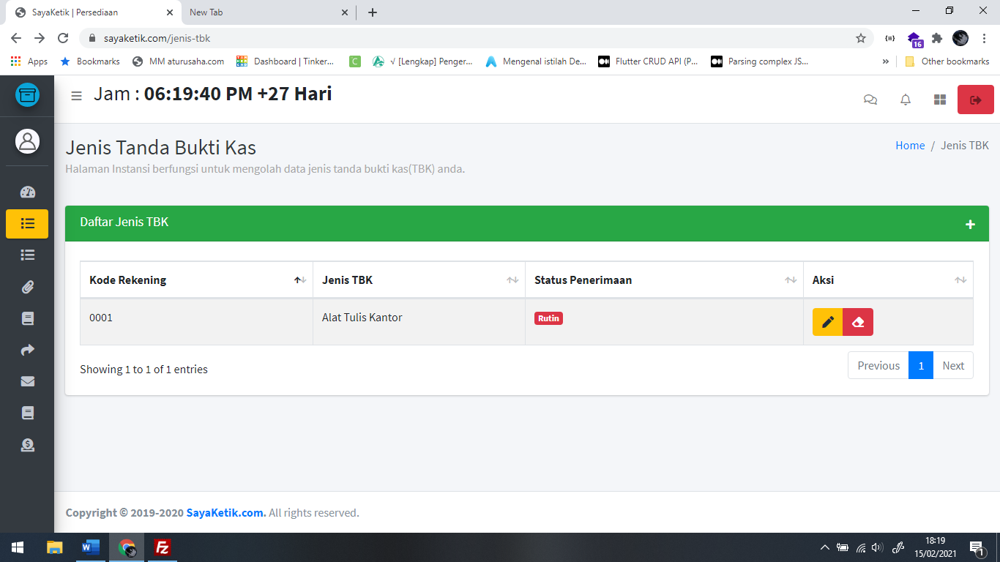 SayaKetik | Persediaan
New Tab
sayaketik.com/jenis-tbk
16
Apps
Bookmarks
MM aturusaha.com
Dashboard | Tinker...
C
√ [Lengkap] Penger...
Mengenal istilah De...
Flutter CRUD API (P...
Parsing complex JS...
»
Other bookmarks
Jam : 06:19:40 PM +27 Hari
Jenis Tanda Bukti Kas
Home / Jenis TBK
Halaman Instansi berfungsi untuk mengolah data jenis tanda bukti kas(TBK) anda.
Daftar Jenis TBK
Kode Rekening
Jenis TBK
Status Penerimaan
Aksi
0001
Alat Tulis Kantor
Rutin
Showing 1 to 1 of 1 entries
Previous
1
Next
Copyright © 2019-2020 SayaKetik.com. All rights reserved.
18:19
15/02/2021
1